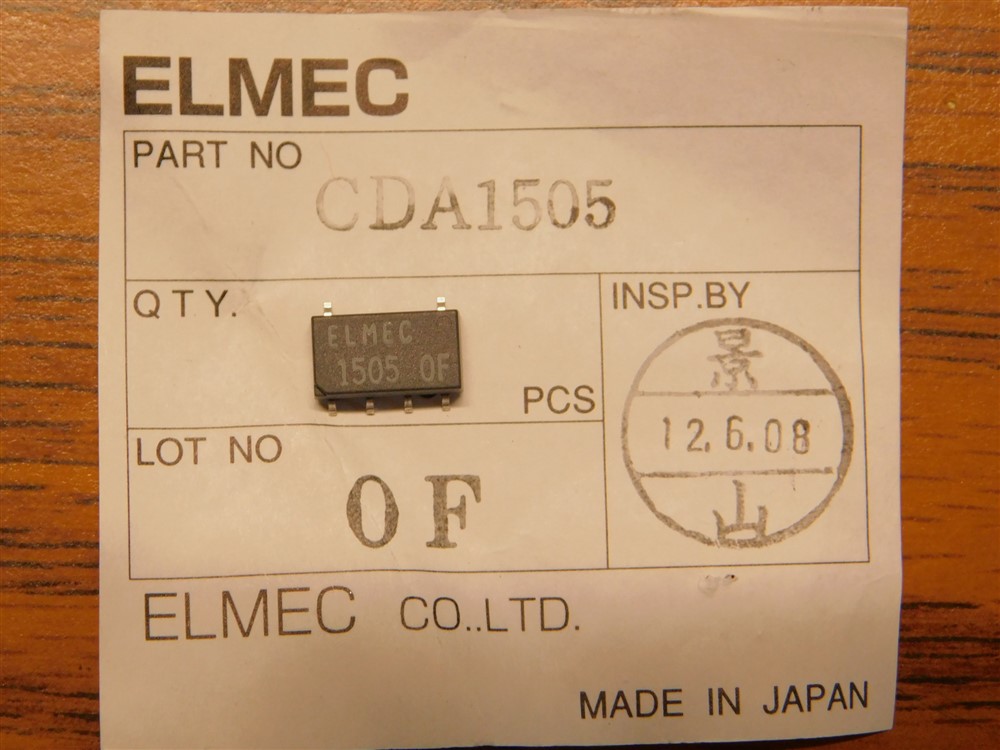 ELMEC
PART NO
CDA1505
QTY.
ELMEC
1505 0F
PCS
INSP.BY
景
12.6.08
山
LOT NO
0F
ELMEC CO..LTD.
MADE IN JAPAN